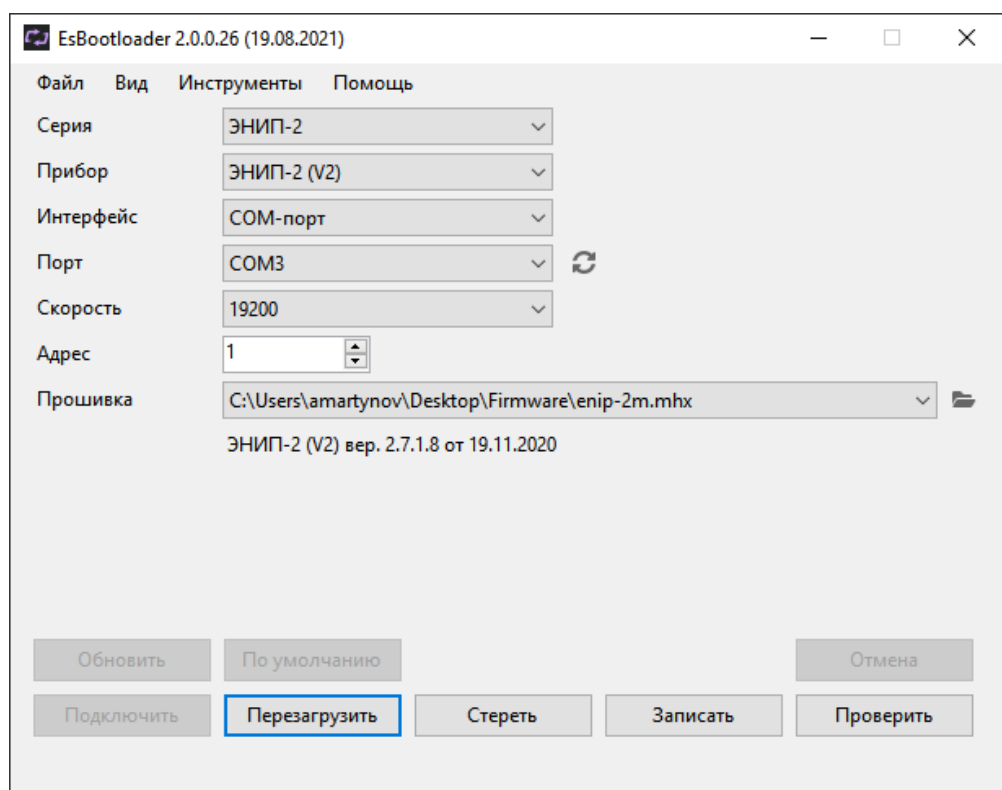 EsBootloader 2.0.0.26 (19.08.2021)
Файл Вид Инструменты Помощь
Серия ЭНИП-2
Прибор ЭНИП-2 (V2)
Интерфейс COM-порт
Порт COM3
Скорость 19200
Адрес 1
Прошивка C:\Users\amartynov\Desktop\Firmware\enip-2m.mhx
ЭНИП-2 (V2) вер. 2.7.1.8 от 19.11.2020
Обновить По умолчанию Отмена
Подключить Перезагрузить Стереть Записать Проверить